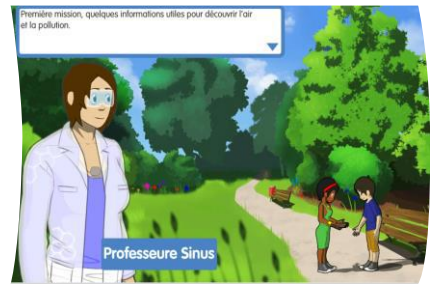 Première mission, quelques informations utiles pour découvrir l'air
et la pollution.
Professeure Sinus